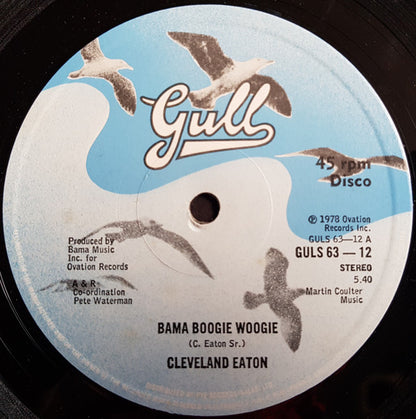 Gull
45 rpm
Disco
Ⓟ 1978 Ovation
Records Inc.
GULS 63—12 A
GULS 63 — 12
STEREO
5.40
Martin Coulter
Music
Produced by
Bama Music
Inc. for
Ovation Records
A & R
Co-ordination
Pete Waterman
BAMA BOOGIE WOOGIE
(C. Eaton Sr.)
CLEVELAND EATON